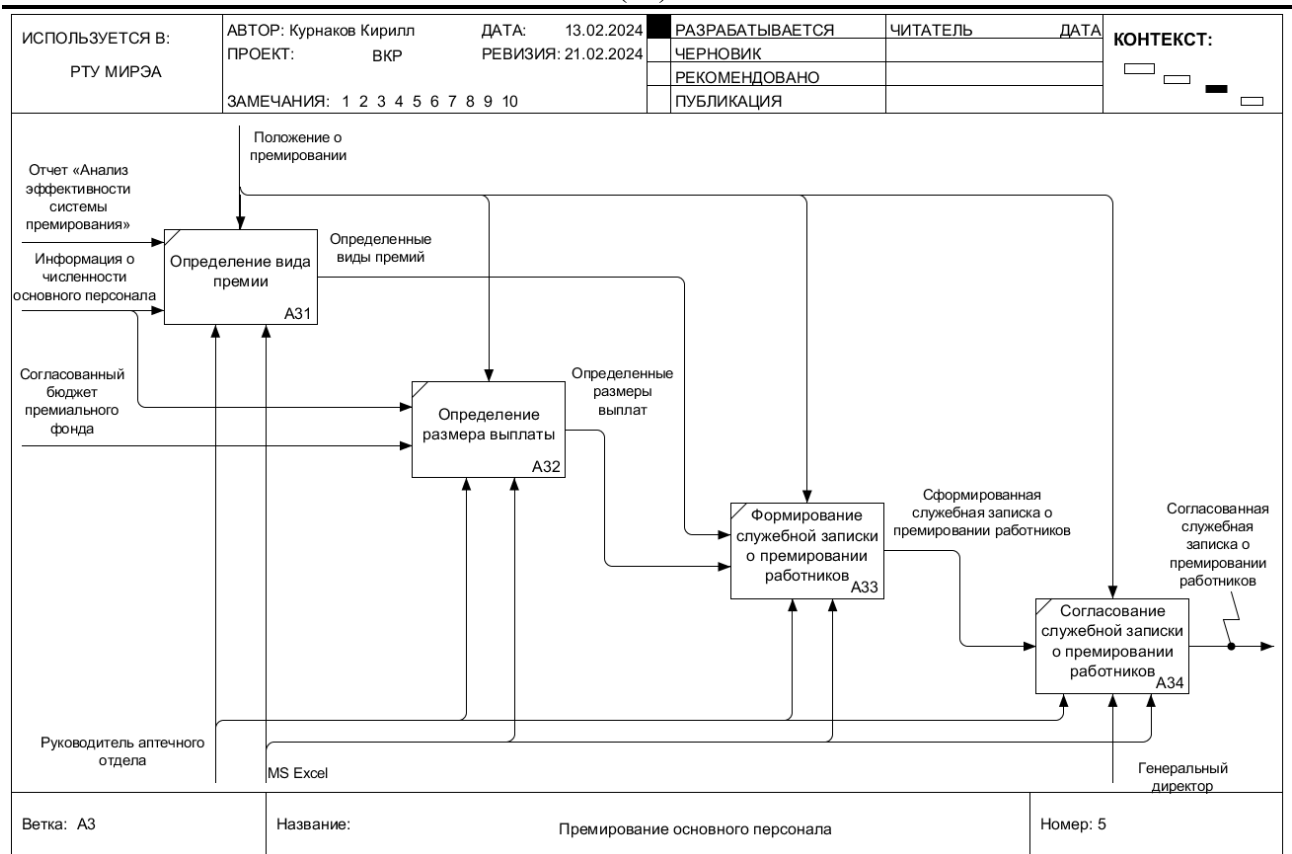 ИСПОЛЬЗУЕТСЯ В:
РТУ МИРЭА
АВТОР: Курнаков Кирилл
ДАТА: 13.02.2024
ПРОЕКТ: ВКР
РЕВИЗИЯ: 21.02.2024
ЗАМЕЧАНИЯ: 1 2 3 4 5 6 7 8 9 10
РАЗРАБАТЫВАЕТСЯ
ЧЕРНОВИК
РЕКОМЕНДОВАНО
ПУБЛИКАЦИЯ
ЧИТАТЕЛЬ
ДАТА
КОНТЕКСТ:
Положение о
премировании
Отчет «Анализ
эффективности
системы
премирования»
Информация о
численности
основного персонала
Определение вида
премии
А31
Определенные
виды премий
Согласованный
бюджет
премиального
фонда
Определение
размера выплаты
А32
Определенные
размеры
выплат
Формирование
служебной записки
о премировании
работников
А33
Сформированная
служебная записка о
премировании работников
Согласованная
служебная
записка о
премировании
работников
Согласование
служебной записки
о премировании
работников
А34
Руководитель аптечного
отдела
MS Excel
Генеральный
директор
Ветка: А3
Название:
Премирование основного персонала
Номер: 5